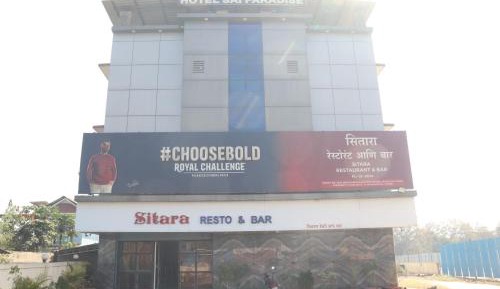 HOTEL SAI PARADISE
#CHOOSEBOLD
ROYAL CHALLENGE
सितारा
रेस्टोरेंट आणि बार
SITARA
RESTAURANT & BAR
Sitara RESTO & BAR